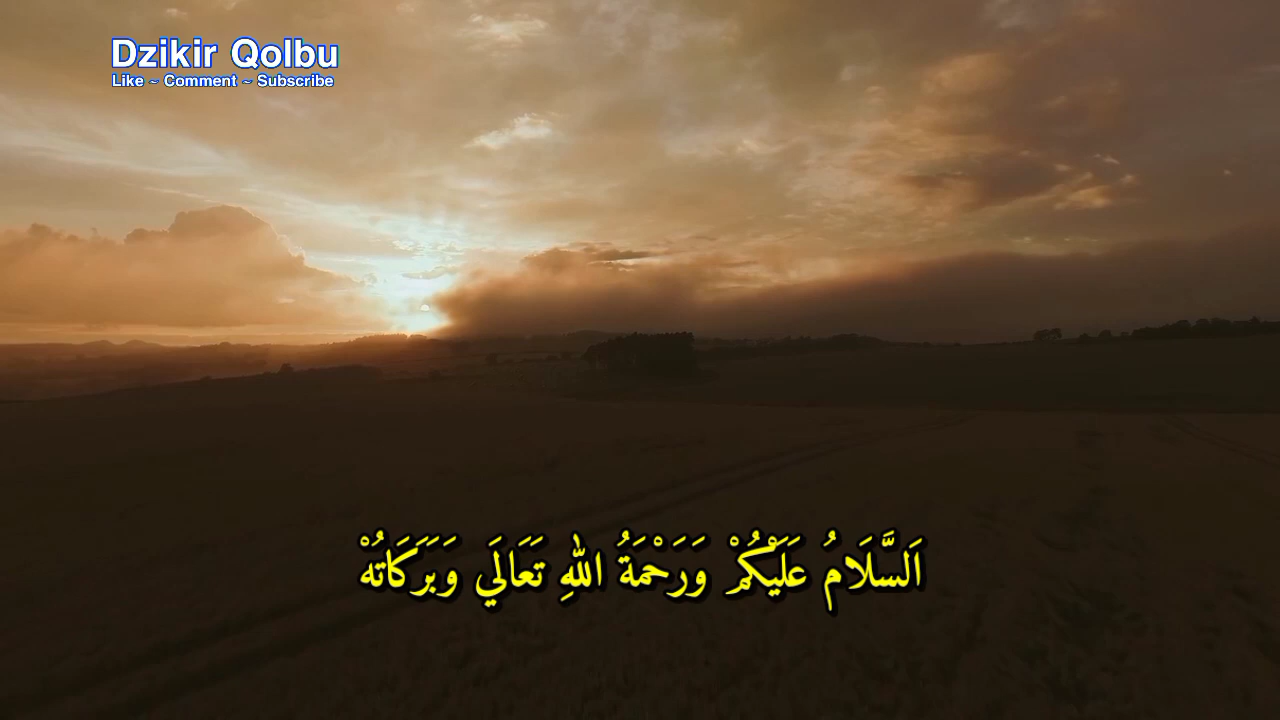 Dzikir Qolbu
Like ~ Comment ~ Subscribe
اَلسَّلَامُ عَلَيْكُمْ وَرَحْمَةُ اللهِ تَعَالَي وَبَرَكَاتُهْ